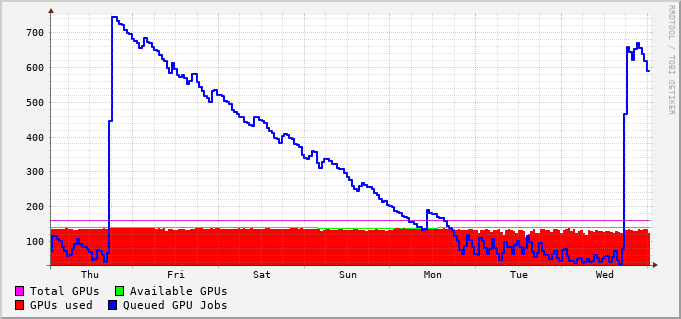 RRDTOOL / TOBI OETIKER
700
600
500
400
300
200
100
Thu Fri Sat Sun Mon Tue Wed
Total GPUs Available GPUs
GPUs used Queued GPU Jobs